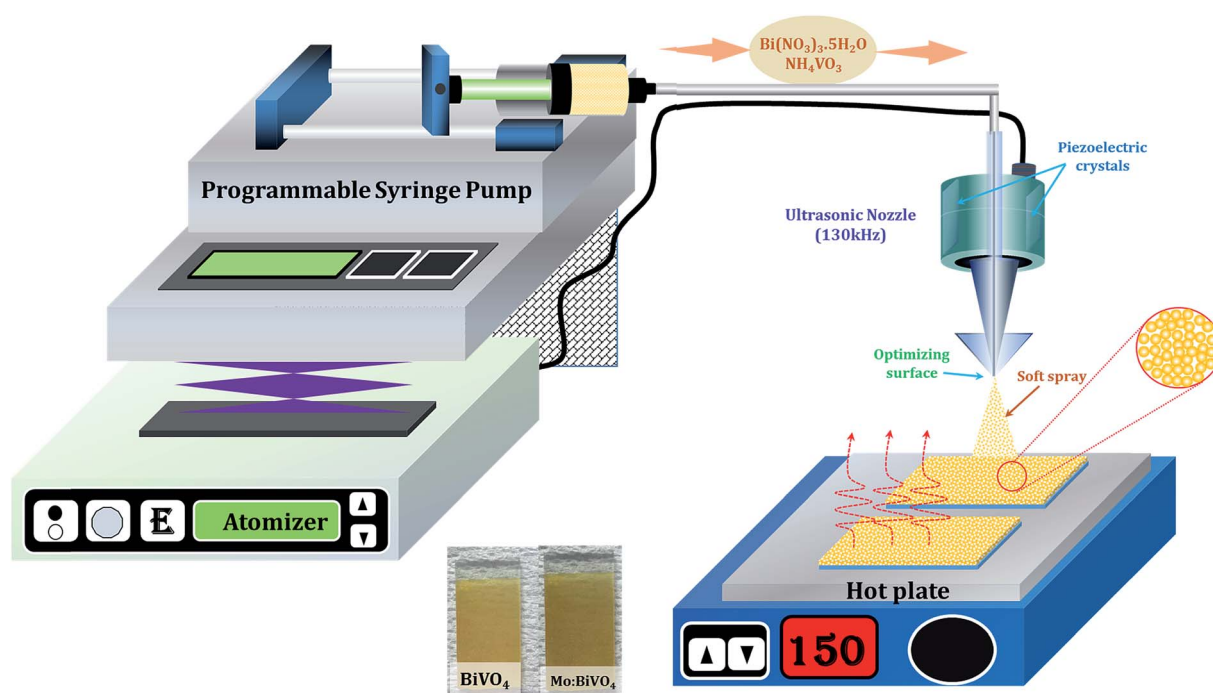 Bi(NO₃)₃.5H₂O
NH₄VO₃
Programmable Syringe Pump
Piezoelectric
crystals
Ultrasonic Nozzle
(130kHz)
Optimizing
surface
Soft spray
E
Atomizer
Hot plate
150
BiVO₄
Mo:BiVO₄